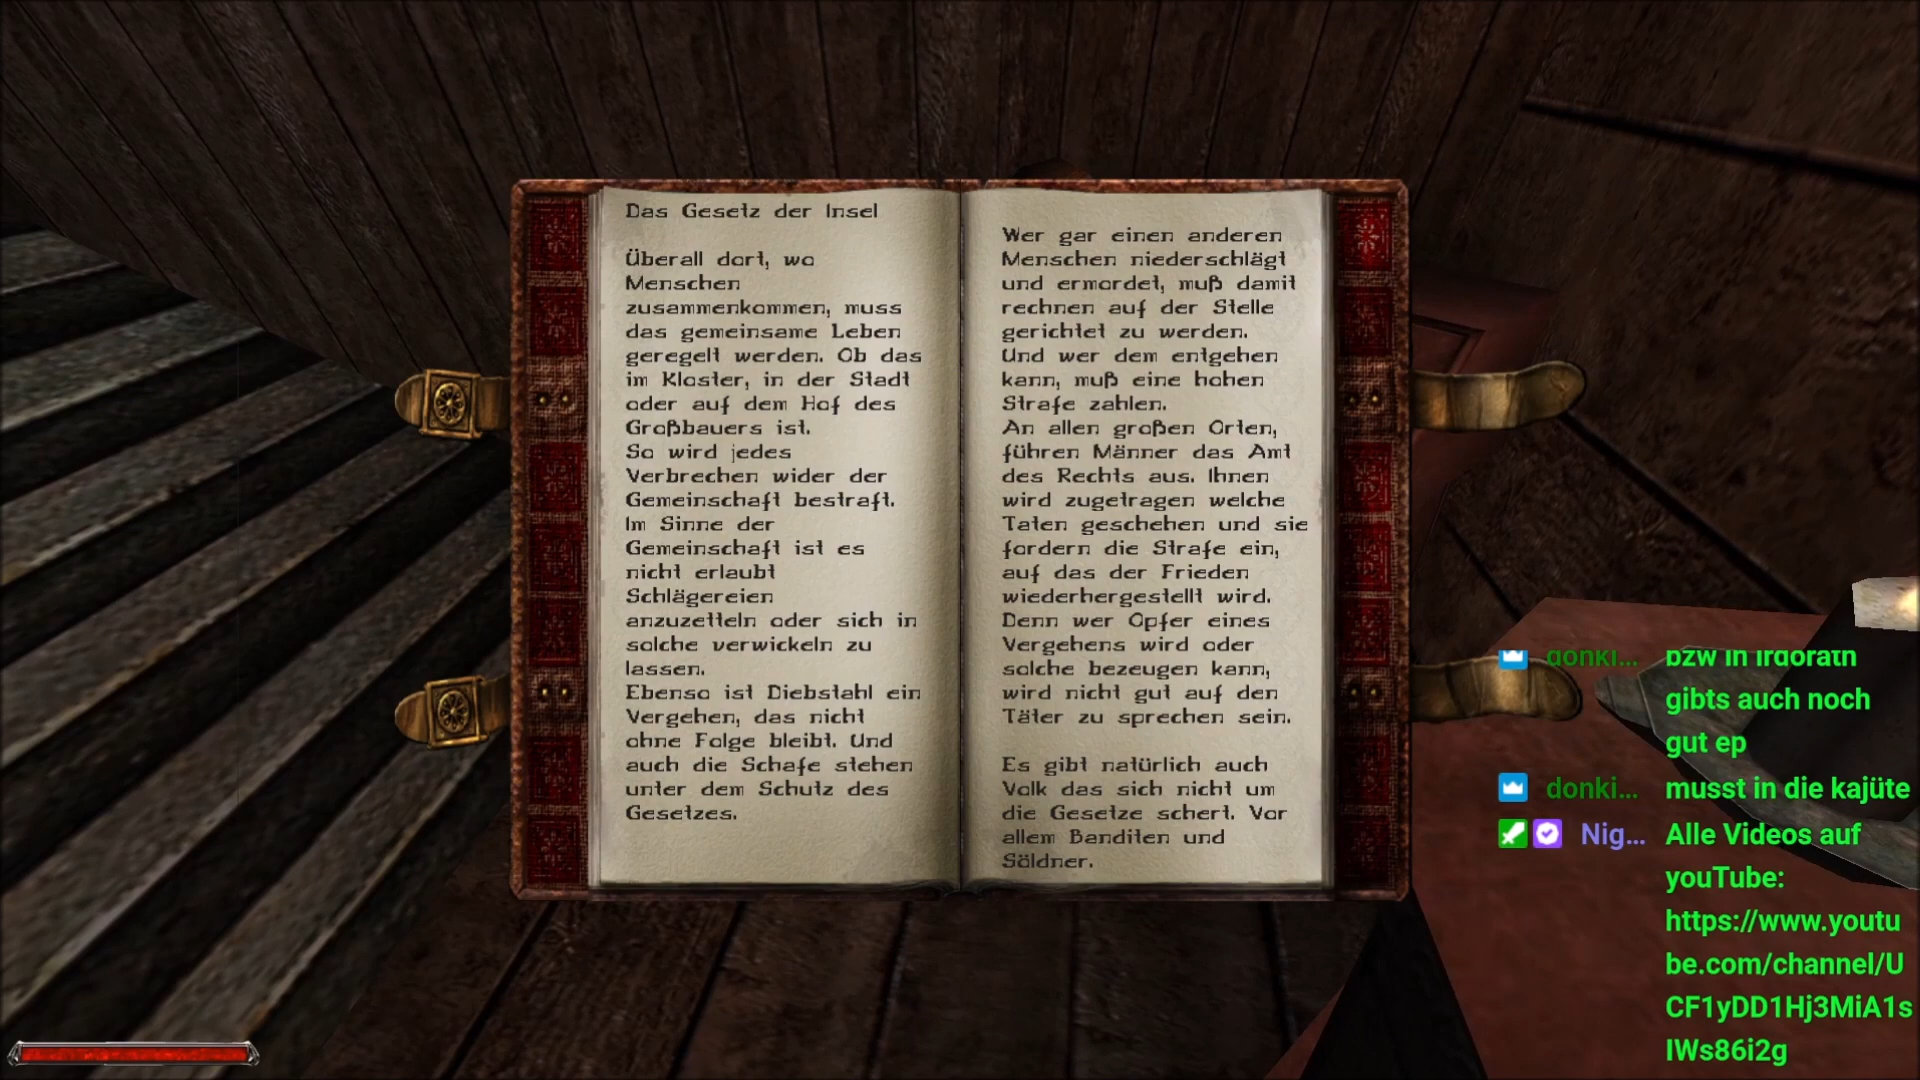 Das Gesetz der Insel
Überall dort, wo
Menschen
zusammenkommen, muss
das gemeinsame Leben
geregelt werden. Ob das
im Kloster, in der Stadt
oder auf dem Hof des
Großbauers ist.
So wird jedes
Verbrechen wider der
Gemeinschaft bestraft.
Im Sinne der
Gemeinschaft ist es
nicht erlaubt
Schlägereien
anzuzetteln oder sich in
solche verwickeln zu
lassen.
Ebenso ist Diebstahl ein
Vergehen, das nicht
ohne Folge bleibt. Und
auch die Schafe stehen
unter dem Schutz des
Gesetzes.
Wer gar einen anderen
Menschen niederschlägt
und ermordet, muß damit
rechnen auf der Stelle
gerichtet zu werden.
Und wer dem entgehen
kann, muß eine hohen
Strafe zahlen.
An allen großen Orten,
führen Männer das Amt
des Rechts aus. Ihnen
wird zugetragen welche
Taten geschehen und sie
fordern die Strafe ein,
auf das der Frieden
wiederhergestellt wird.
Denn wer Opfer eines
Vergehens wird oder
solche bezeugen kann,
wird nicht gut auf den
Täter zu sprechen sein.
Es gibt natürlich auch
Volk das sich nicht um
die Gesetze schert. Vor
allem Banditen und
Söldner.
donki... bzw in irdorath
gibts auch noch
gut ep
donki... musst in die kajüte
Nig... Alle Videos auf
youTube:
https://www.youtu
be.com/channel/U
CF1yDD1Hj3MiA1s
IWs86i2g